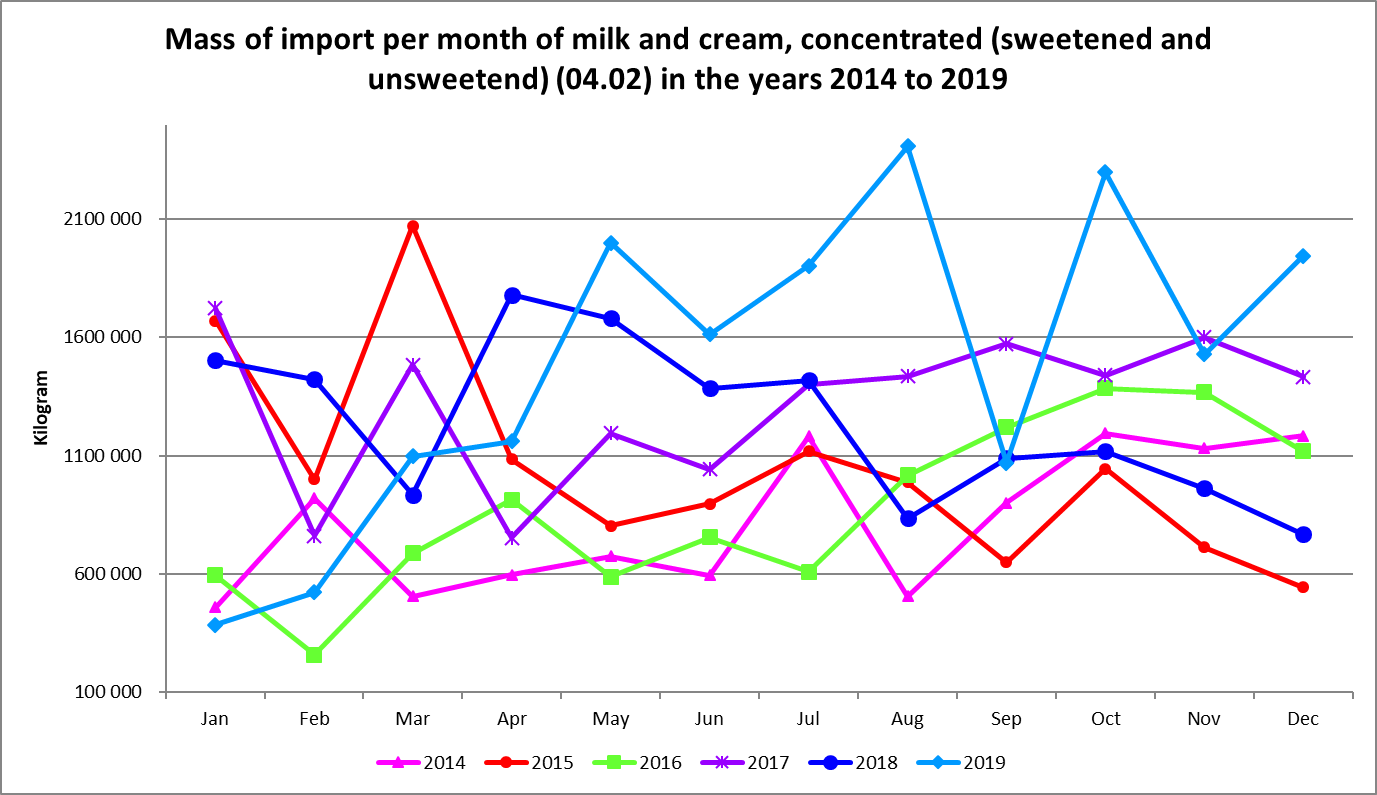 Mass of import per month of milk and cream, concentrated (sweetened and
unsweetend) (04.02) in the years 2014 to 2019
Kilogram
2100 000
1600 000
1100 000
600 000
100 000
Jan Feb Mar Apr May Jun Jul Aug Sep Oct Nov Dec
2014 2015 2016 2017 2018 2019